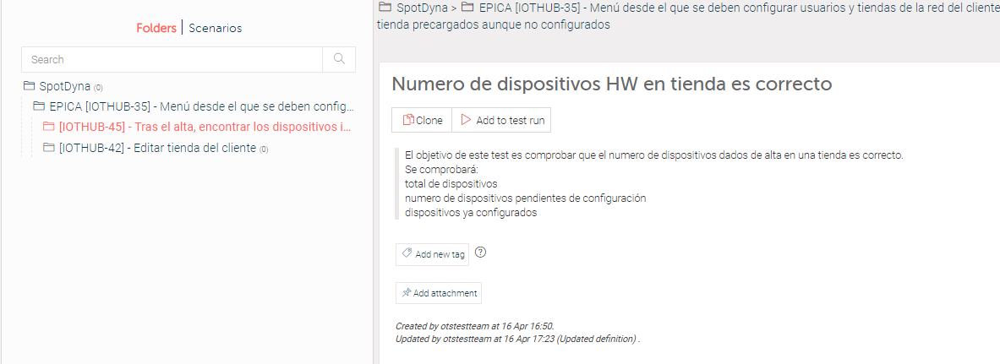 Folders | Scenarios
Search
SpotDyna (0)
EPICA [IOTHUB-35] - Menú desde el que se deben config...
[IOTHUB-45] - Tras el alta, encontrar los dispositivos i...
[IOTHUB-42] - Editar tienda del cliente (0)
SpotDyna > EPICA [IOTHUB-35] - Menú desde el que se deben configurar usuarios y tiendas de la red del cliente
tienda precargados aunque no configurados
Numero de dispositivos HW en tienda es correcto
Clone Add to test run
El objetivo de este test es comprobar que el numero de dispositivos dados de alta en una tienda es correcto.
Se comprobará:
total de dispositivos
numero de dispositivos pendientes de configuración
dispositivos ya configurados
Add new tag ?
Add attachment
Created by otstestteam at 16 Apr 16:50.
Updated by otstestteam at 16 Apr 17:23 (Updated definition) .